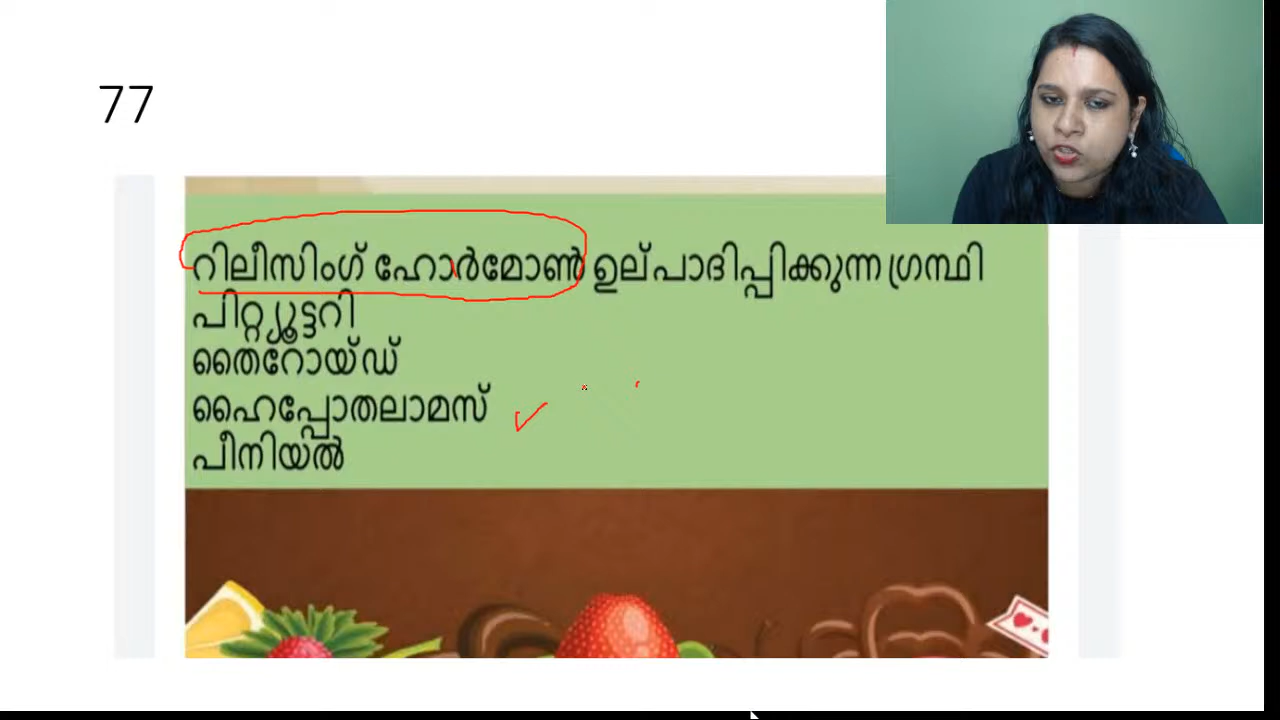 77
റിലീസിംഗ് ഹോർമോൺ ഉല്പാദിപ്പിക്കുന്ന ഗ്രന്ഥി
പിറ്റ്യൂട്ടറി
തൈറോയ്ഡ്
ഹൈപ്പോതലാമസ്
പീനിയൽ